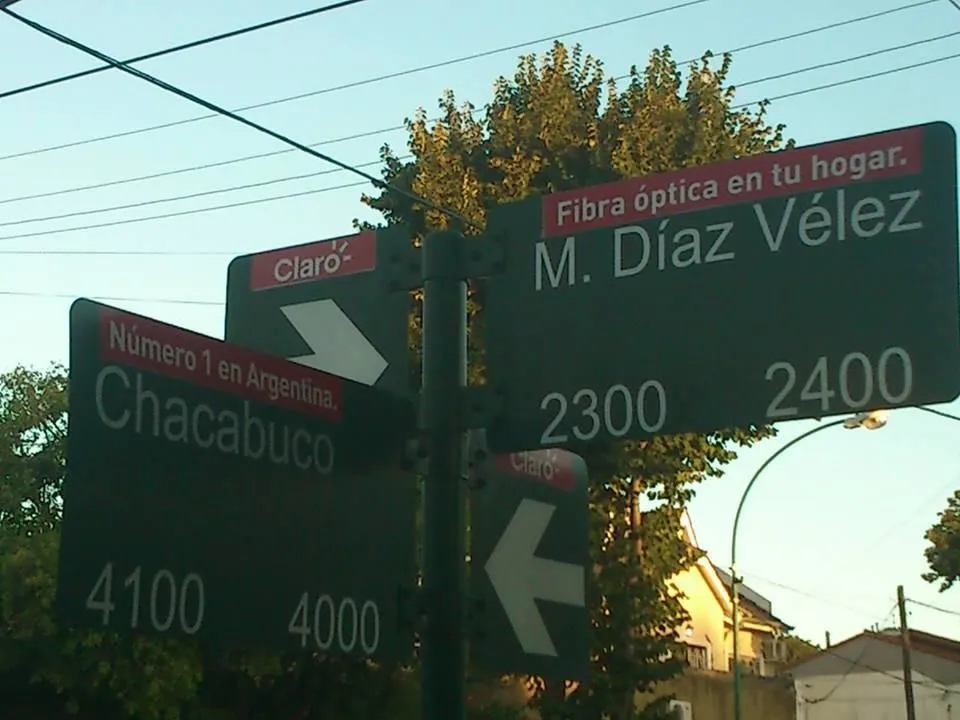 Claro
Número 1 en Argentina.
Chacabuco
4100 4000
Fibra óptica en tu hogar.
M. Díaz Vélez
2300 2400
Claro